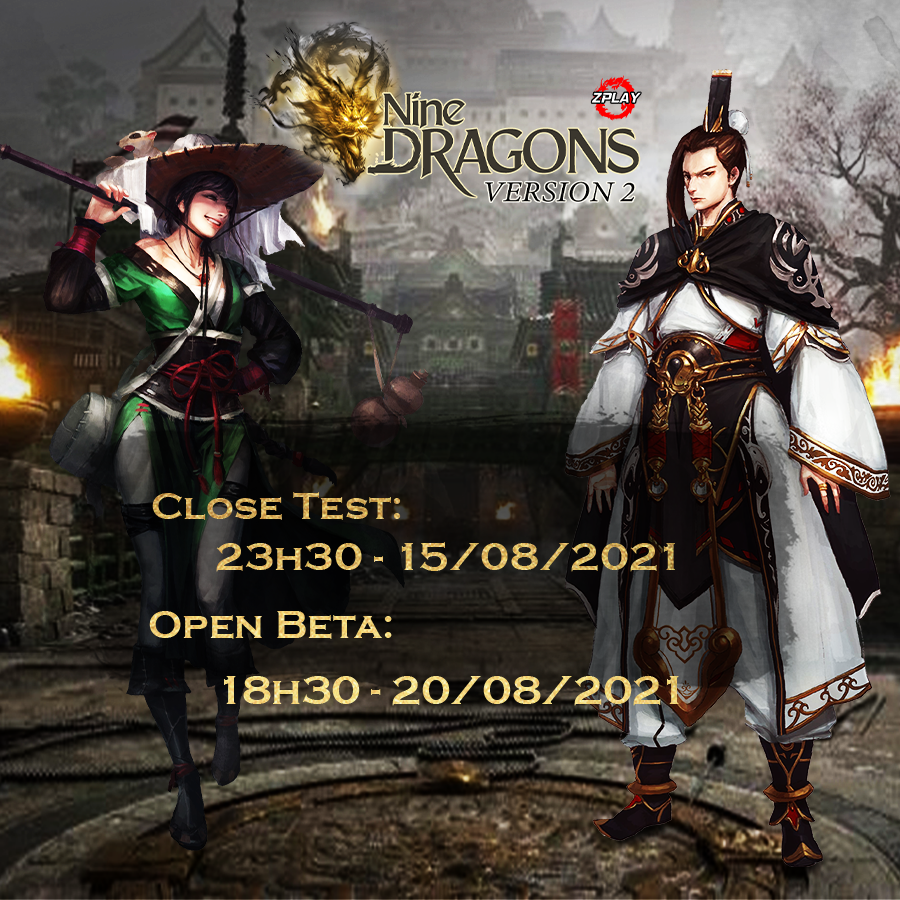 Nine
ZPLAY
DRAGONS
VERSION 2
CLOSE TEST:
23H30 - 15/08/2021
OPEN BETA:
18H30 - 20/08/2021